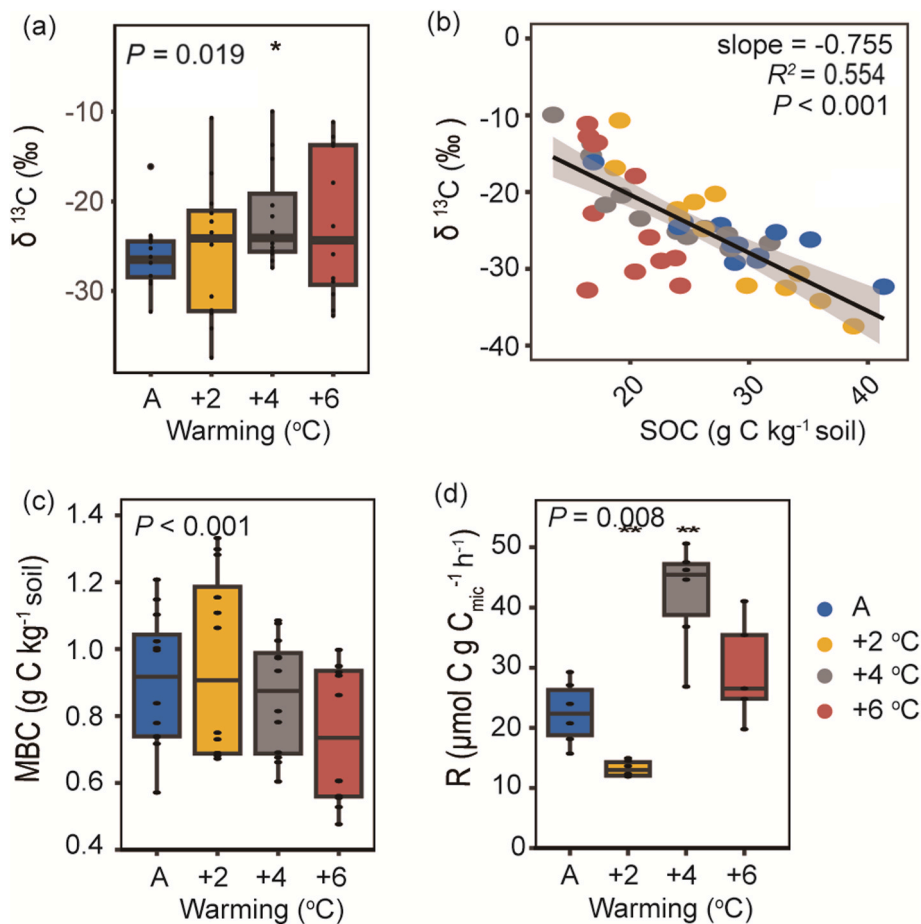 (a)
P = 0.019
*
δ ¹³C (‰)
-10
-20
-30
A +2 +4 +6
Warming (°C)
(b)
slope = -0.755
R² = 0.554
P < 0.001
δ ¹³C (‰)
0
-10
-20
-30
-40
20 30 40
SOC (g C kg⁻¹ soil)
(c)
P < 0.001
MBC (g C kg⁻¹ soil)
1.4
1.2
1.0
0.8
0.6
0.4
A +2 +4 +6
Warming (°C)
(d)
P = 0.008
** **
R (μmol C g C_mic⁻¹ h⁻¹)
50
40
30
20
10
0
A +2 +4 +6
Warming (°C)
A
+2 °C
+4 °C
+6 °C